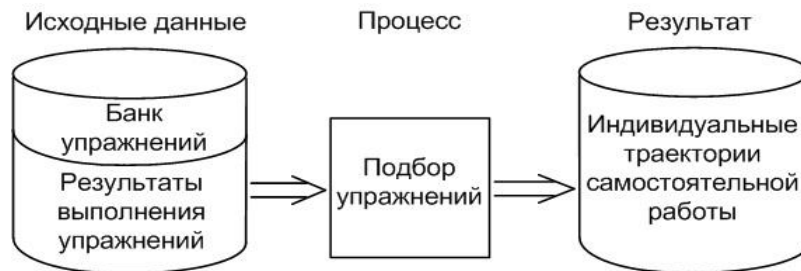 Исходные данные
Процесс
Результат
Банк
упражнений
Результаты
выполнения
упражнений
Подбор
упражнений
Индивидуальные
траектории
самостоятельной
работы